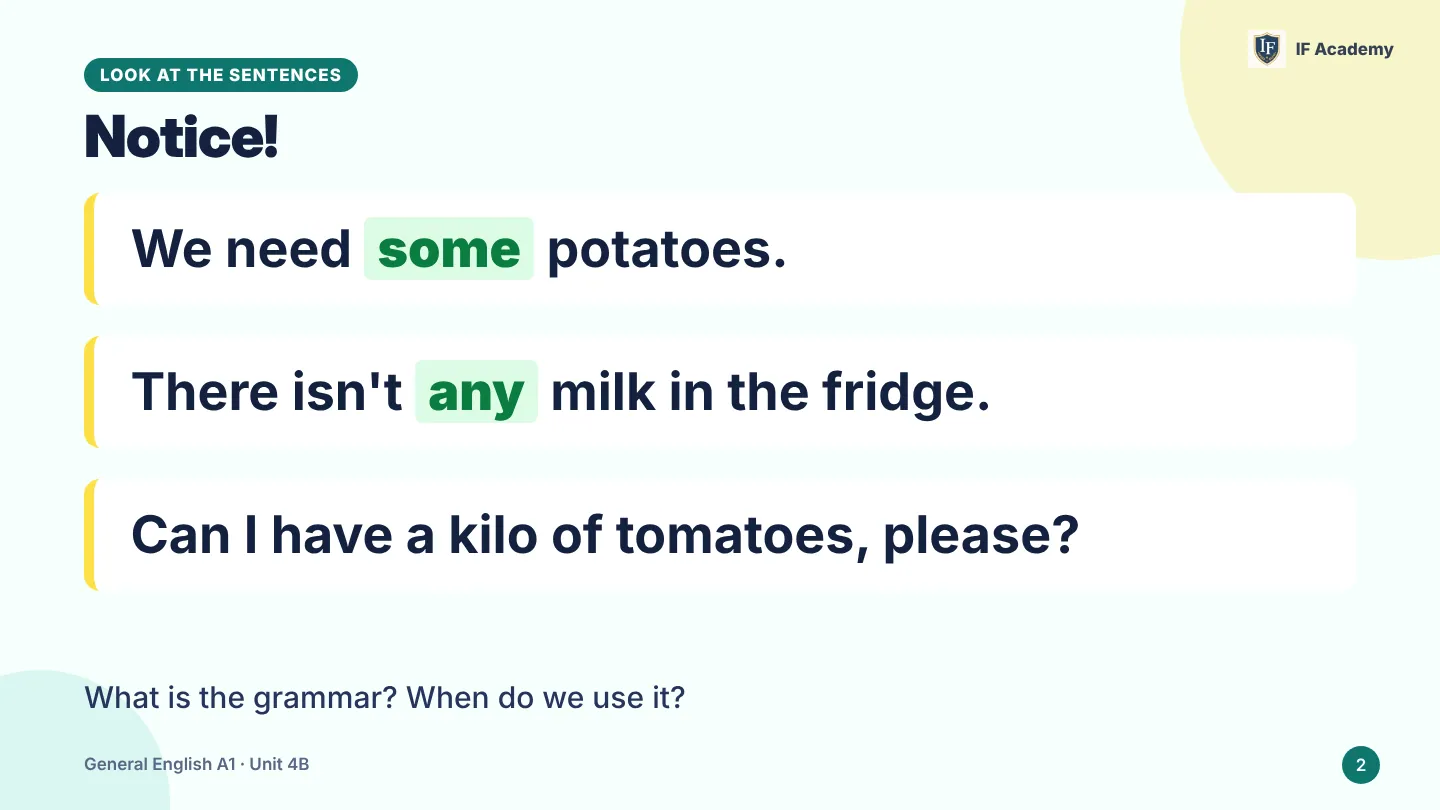 IF
IF Academy
LOOK AT THE SENTENCES
Notice!
We need some potatoes.
There isn't any milk in the fridge.
Can I have a kilo of tomatoes, please?
What is the grammar? When do we use it?
General English A1 · Unit 4B
2